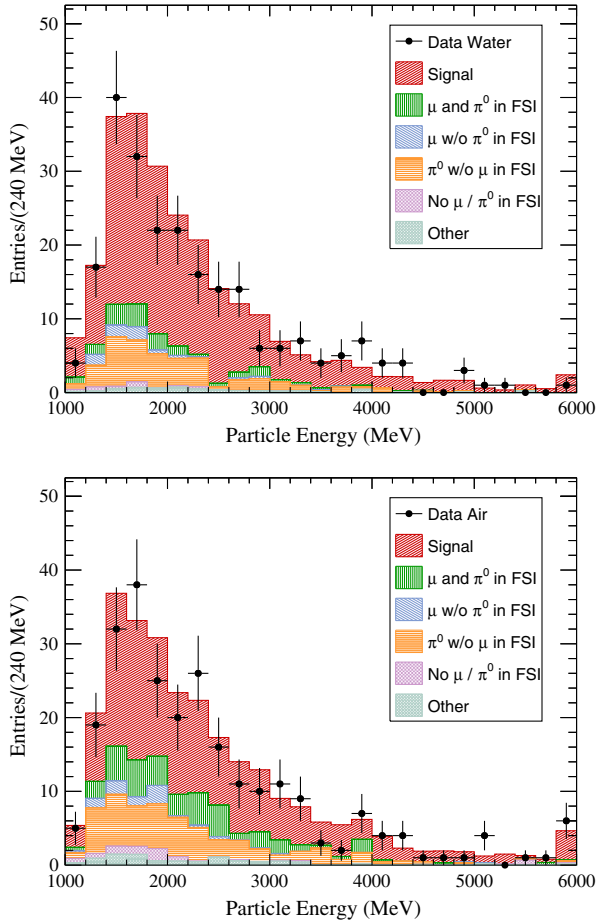 50
40
30
20
10
0
1000 2000 3000 4000 5000 6000
Entries/(240 MeV)
Particle Energy (MeV)
Data Water
Signal
μ and π⁰ in FSI
μ w/o π⁰ in FSI
π⁰ w/o μ in FSI
No μ / π⁰ in FSI
Other
50
40
30
20
10
0
1000 2000 3000 4000 5000 6000
Entries/(240 MeV)
Particle Energy (MeV)
Data Air
Signal
μ and π⁰ in FSI
μ w/o π⁰ in FSI
π⁰ w/o μ in FSI
No μ / π⁰ in FSI
Other